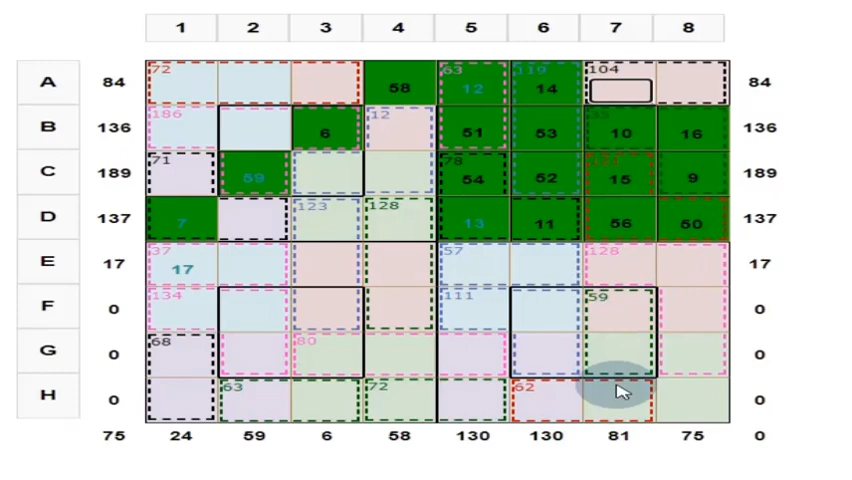 1 2 3 4 5 6 7 8
72 63 119 104
A 84 58 12 14 84
186 12 35
B 136 6 51 53 10 16 136
71 78
C 189 59 54 52 15 9 189
123 128
D 137 7 13 11 56 50 137
37 57 128
E 17 17 17
134 111 59
F 0 0
68 80
G 0 0
63 72 62
H 0 0
75 24 59 6 58 130 130 81 75 0